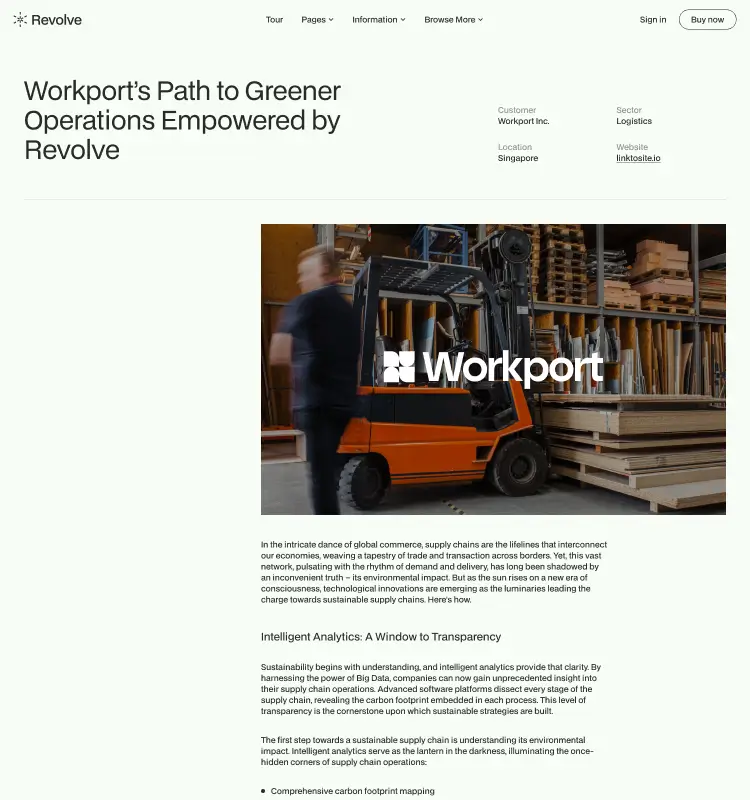 Revolve
Tour
Pages
Information
Browse More
Sign in
Buy now
Workport’s Path to Greener
Operations Empowered by
Revolve
Customer
Workport Inc.
Sector
Logistics
Location
Singapore
Website
linktosite.io
Workport
In the intricate dance of global commerce, supply chains are the lifelines that interconnect
our economies, weaving a tapestry of trade and transaction across borders. Yet, this vast
network, pulsating with the rhythm of demand and delivery, has long been shadowed by
an inconvenient truth – its environmental impact. But as the sun rises on a new era of
consciousness, technological innovations are emerging as the luminaries leading the
charge towards sustainable supply chains. Here’s how.
Intelligent Analytics: A Window to Transparency
Sustainability begins with understanding, and intelligent analytics provide that clarity. By
harnessing the power of Big Data, companies can now gain unprecedented insight into
their supply chain operations. Advanced software platforms dissect every stage of the
supply chain, revealing the carbon footprint embedded in each process. This level of
transparency is the cornerstone upon which sustainable strategies are built.
The first step towards a sustainable supply chain is understanding its environmental
impact. Intelligent analytics serve as the lantern in the darkness, illuminating the once-
hidden corners of supply chain operations:
• Comprehensive carbon footprint mapping